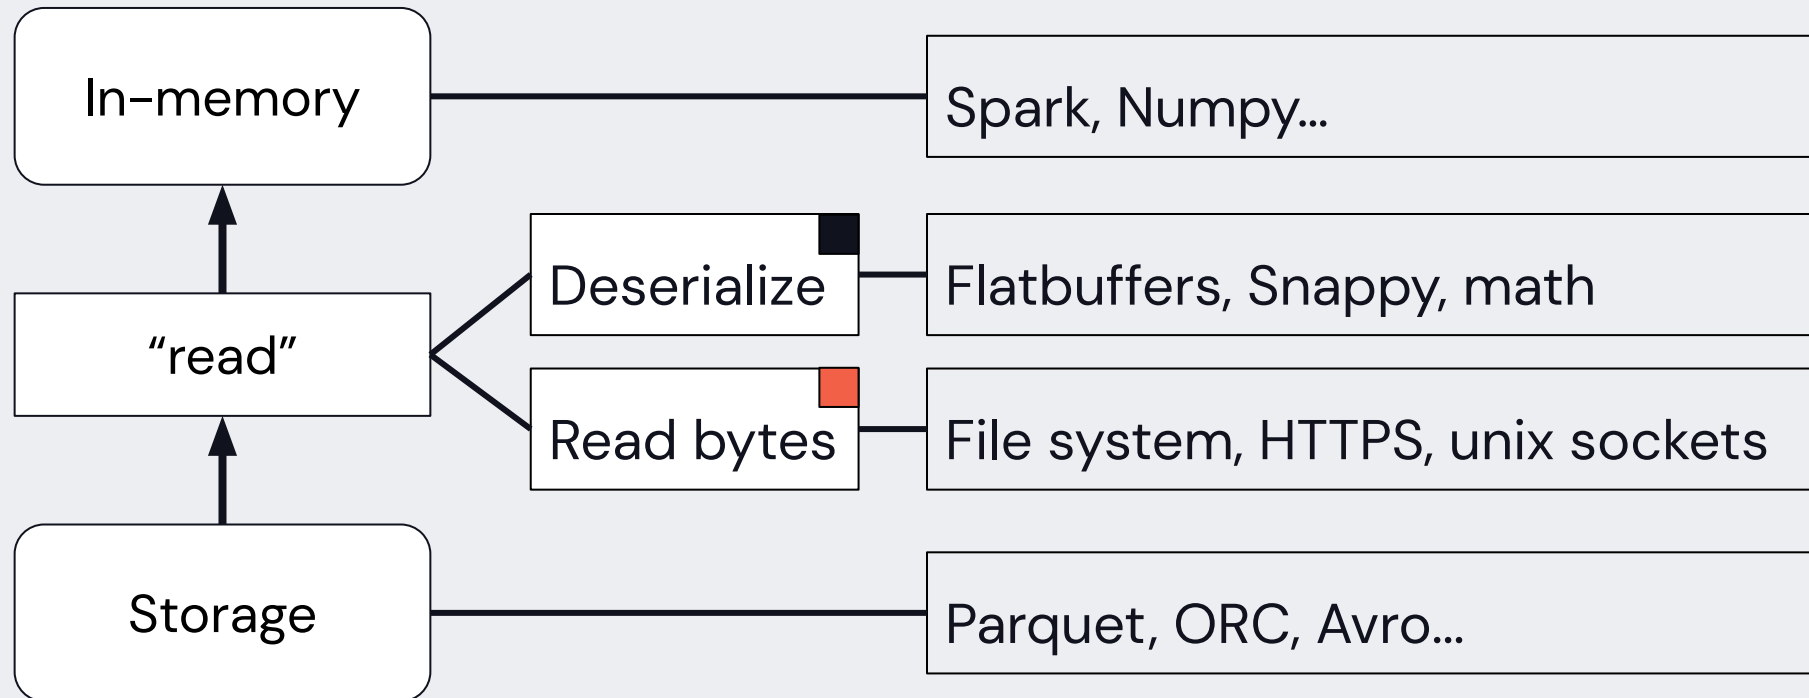 In-memory
Spark, Numpy...
Deserialize
Flatbuffers, Snappy, math
“read”
Read bytes
File system, HTTPS, unix sockets
Storage
Parquet, ORC, Avro...